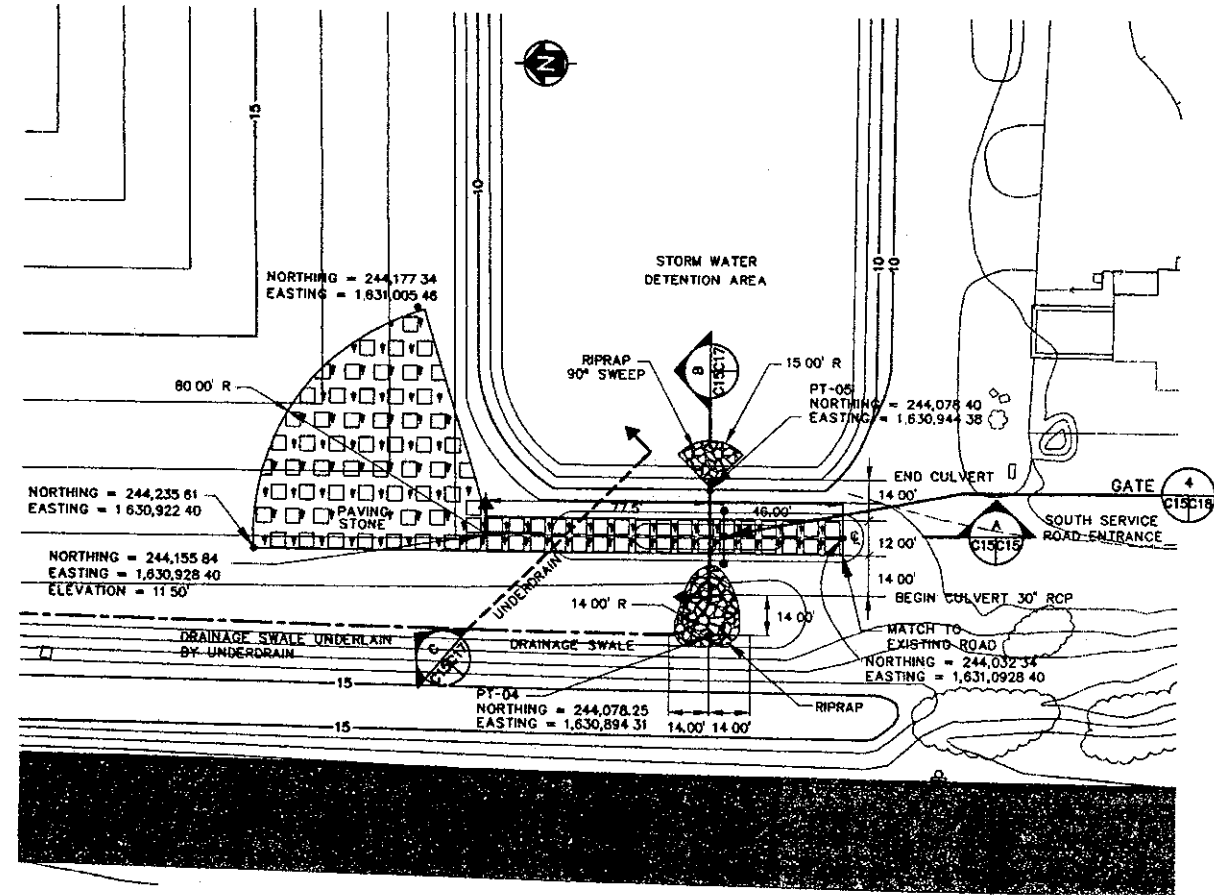 15
N
10
STORM WATER
DETENTION AREA
10
10
NORTHING = 244,177 34
EASTING = 1,631,005 46
RIPRAP
90° SWEEP
B
C15C17
15 00' R
80 00' R
PT-05
NORTHING = 244,078 40
EASTING = 1,630,944 38
END CULVERT
GATE
4
C15C18
14 00'
NORTHING = 244,235 61
EASTING = 1 630,922 40
PAVING
STONE
77.5'
46.00'
A
C15C15
SOUTH SERVICE
ROAD ENTRANCE
12 00'
NORTHING = 244,155 84
EASTING = 1,630,928 40
ELEVATION = 11 50'
UNDERDRAIN
14 00'
14 00' R
BEGIN CULVERT 30" RCP
14 00'
DRAINAGE SWALE UNDERLAIN
BY UNDERDRAIN
C
C15C17
DRAINAGE SWALE
MATCH TO
EXISTING ROAD
NORTHING = 244,032 34
EASTING = 1,631,0928 40
15
PT-04
NORTHING = 244,078.25
EASTING = 1,630,894 31
14.00' 14 00'
RIPRAP
15